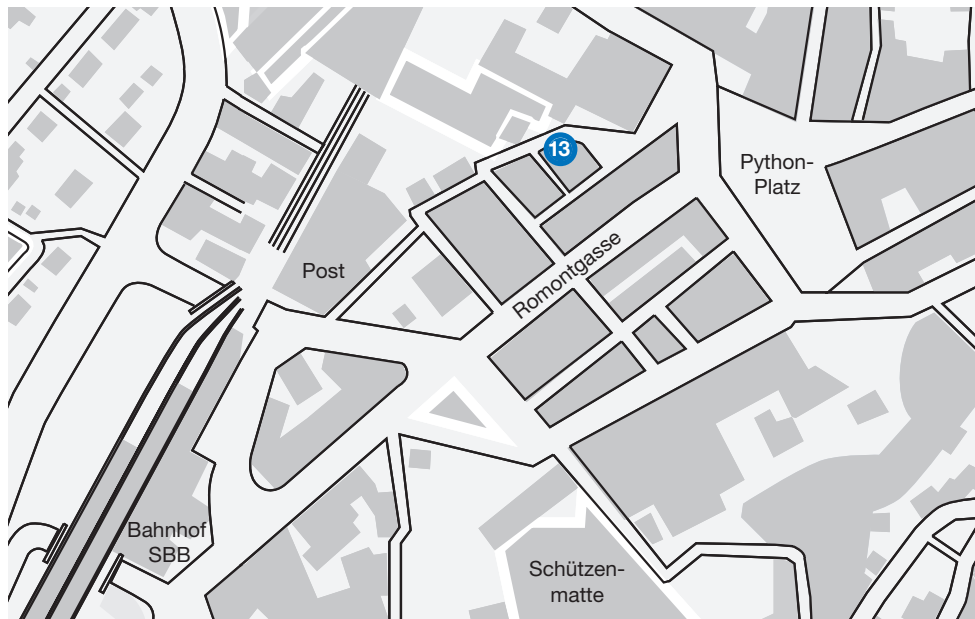 13
Python-
Platz
Romontgasse
Post
Bahnhof
SBB
Schützen-
matte